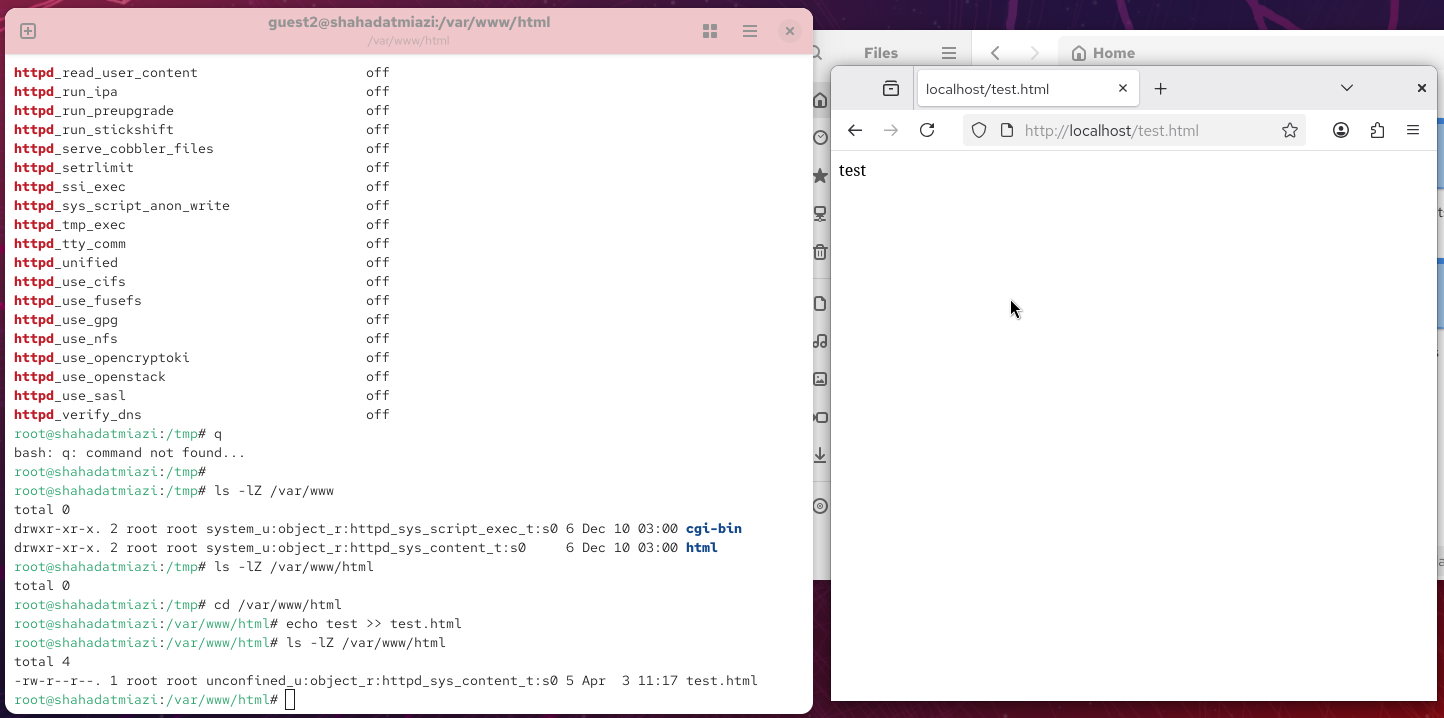 guest2@shahadatmiazi:/var/www/html
/var/www/html
httpd_read_user_content off
httpd_run_ipa off
httpd_run_preupgrade off
httpd_run_stickshift off
httpd_serve_cobbler_files off
httpd_setrlimit off
httpd_ssi_exec off
httpd_sys_script_anon_write off
httpd_tmp_exec off
httpd_tty_comm off
httpd_unified off
httpd_use_cifs off
httpd_use_fusefs off
httpd_use_gpg off
httpd_use_nfs off
httpd_use_opencryptoki off
httpd_use_openstack off
httpd_use_sasl off
httpd_verify_dns off
root@shahadatmiazi:/tmp# q
bash: q: command not found...
root@shahadatmiazi:/tmp#
root@shahadatmiazi:/tmp# ls -lZ /var/www
total 0
drwxr-xr-x. 2 root root system_u:object_r:httpd_sys_script_exec_t:s0 6 Dec 10 03:00 cgi-bin
drwxr-xr-x. 2 root root system_u:object_r:httpd_sys_content_t:s0     6 Dec 10 03:00 html
root@shahadatmiazi:/tmp# ls -lZ /var/www/html
total 0
root@shahadatmiazi:/tmp# cd /var/www/html
root@shahadatmiazi:/var/www/html# echo test >> test.html
root@shahadatmiazi:/var/www/html# ls -lZ /var/www/html
total 4
-rw-r--r--. 1 root root unconfined_u:object_r:httpd_sys_content_t:s0 5 Apr  3 11:17 test.html
root@shahadatmiazi:/var/www/html#
Files
Home
localhost/test.html
http://localhost/test.html
test